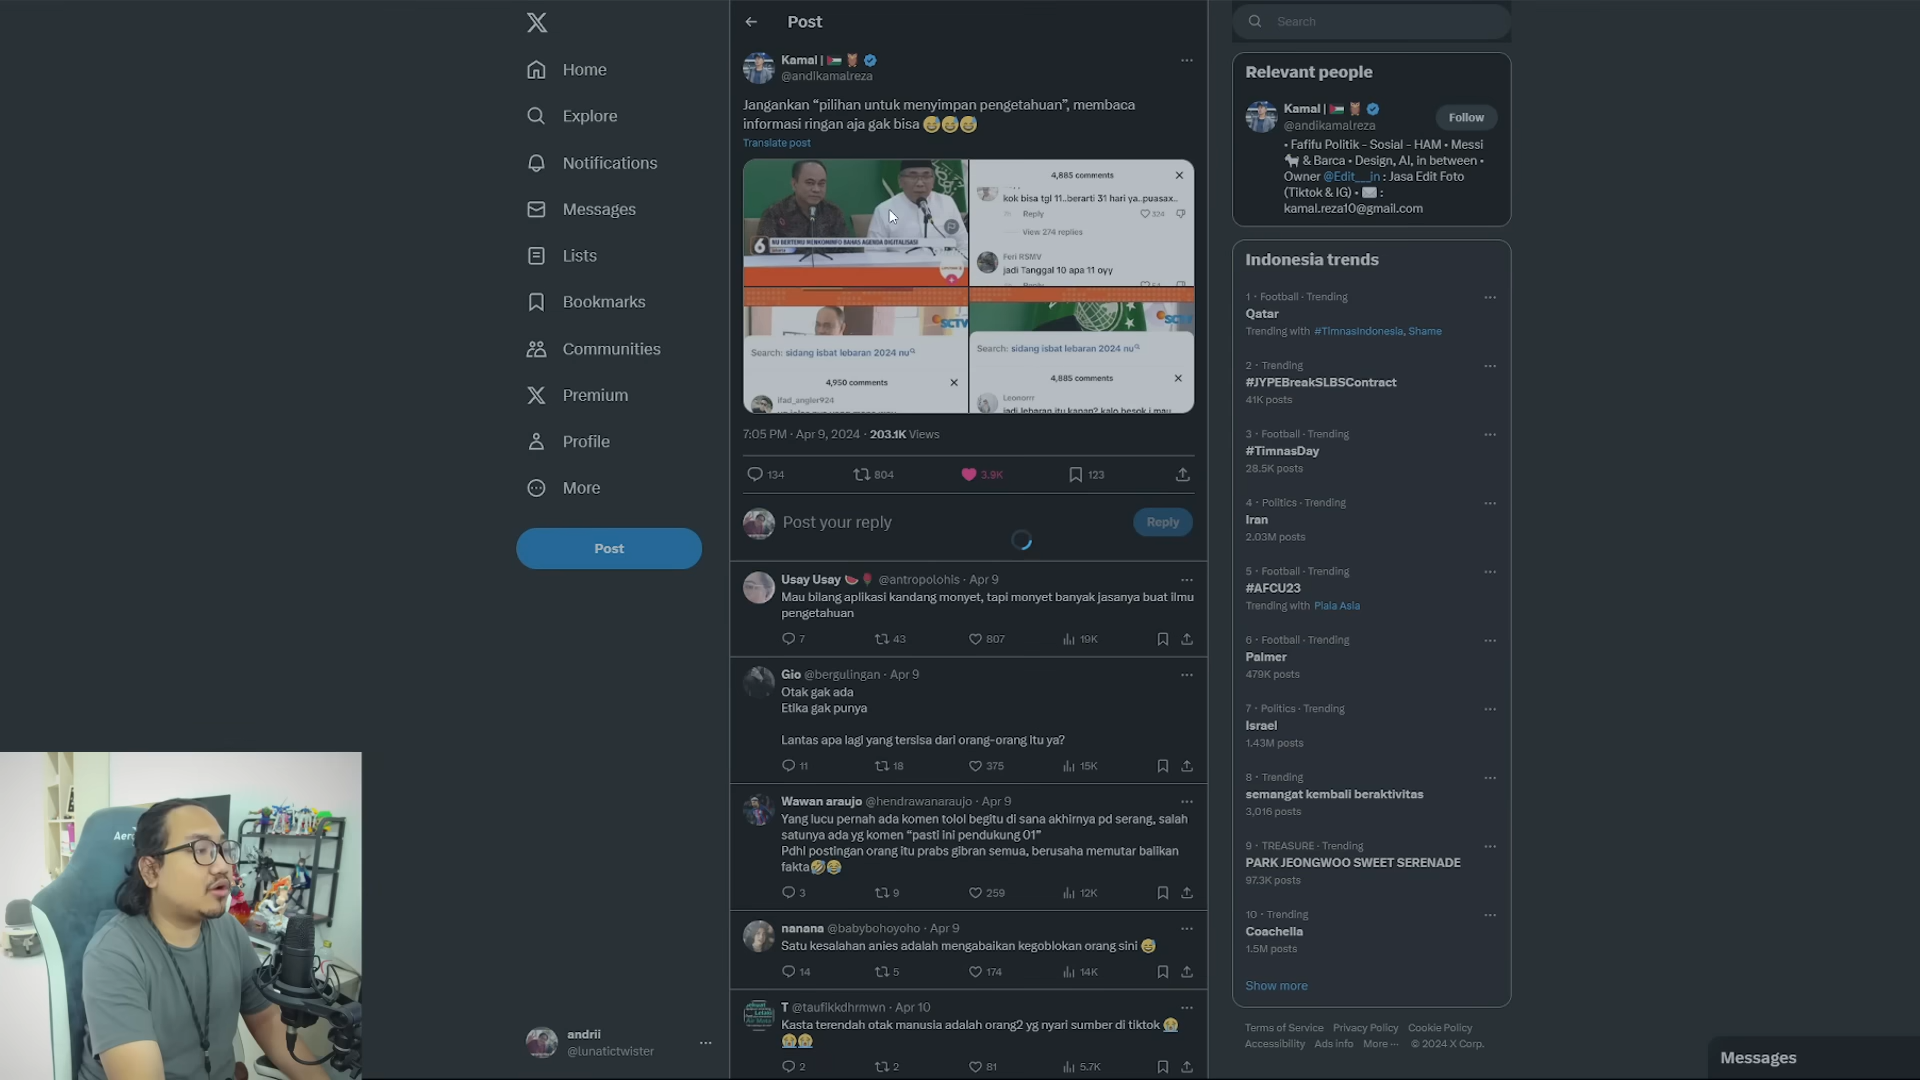 Home
Explore
Notifications
Messages
Lists
Bookmarks
Communities
Premium
Profile
More
Post
andrii
@lunatictwister
Post
Kamal |
@andikamalreza
Jangankan “pilihan untuk menyimpan pengetahuan”, membaca
informasi ringan aja gak bisa
Translate post
6 NU BERTEMU MENKOMINFO BAHAS AGENDA DIGITALISASI
4,885 comments
kok bisa tgl 11..berarti 31 hari ya..puasax..
Reply 324
View 274 replies
Feri RSMV
jadi Tanggal 10 apa 11 oyy
SCTV
Search: sidang isbat lebaran 2024 nu
4,950 comments
ifad_angler924
SCTV
Search: sidang isbat lebaran 2024 nu
4,885 comments
Leonorrr
jadi lebaran itu kapan? kalo besok i mau
7:05 PM · Apr 9, 2024 · 203.1K Views
134 804 3.9K 123
Post your reply
Reply
Usay Usay @antropolohis · Apr 9
Mau bilang aplikasi kandang monyet, tapi monyet banyak jasanya buat ilmu
pengetahuan
7 43 807 19K
Gio @bergulingan · Apr 9
Otak gak ada
Etika gak punya
Lantas apa lagi yang tersisa dari orang-orang itu ya?
11 18 375 15K
Wawan araujo @hendrawanaraujo · Apr 9
Yang lucu pernah ada komen tolol begitu di sana akhirnya pd serang, salah
satunya ada yg komen “pasti ini pendukung 01”
Pdhl postingan orang itu prabs gibran semua, berusaha memutar balikan
fakta
3 9 259 12K
nanana @babybohoyoho · Apr 9
Satu kesalahan anies adalah mengabaikan kegoblokan orang sini
14 5 174 14K
T @taufikkdhrmwn · Apr 10
Kasta terendah otak manusia adalah orang2 yg nyari sumber di tiktok
2 2 81 5.7K
Search
Relevant people
Kamal |
@andikamalreza
Follow
• Fafifu Politik - Sosial - HAM • Messi
& Barca • Design, AI, in between •
Owner @Edit___in : Jasa Edit Foto
(Tiktok & IG) • :
kamal.reza10@gmail.com
Indonesia trends
1 · Football · Trending
Qatar
Trending with #TimnasIndonesia, Shame
2 · Trending
#JYPEBreakSLBSContract
41K posts
3 · Football · Trending
#TimnasDay
28.5K posts
4 · Politics · Trending
Iran
2.03M posts
5 · Football · Trending
#AFCU23
Trending with Piala Asia
6 · Football · Trending
Palmer
479K posts
7 · Politics · Trending
Israel
1.43M posts
8 · Trending
semangat kembali beraktivitas
3,016 posts
9 · TREASURE · Trending
PARK JEONGWOO SWEET SERENADE
97.3K posts
10 · Trending
Coachella
1.5M posts
Show more
Terms of Service Privacy Policy Cookie Policy
Accessibility Ads info More ··· © 2024 X Corp.
Messages